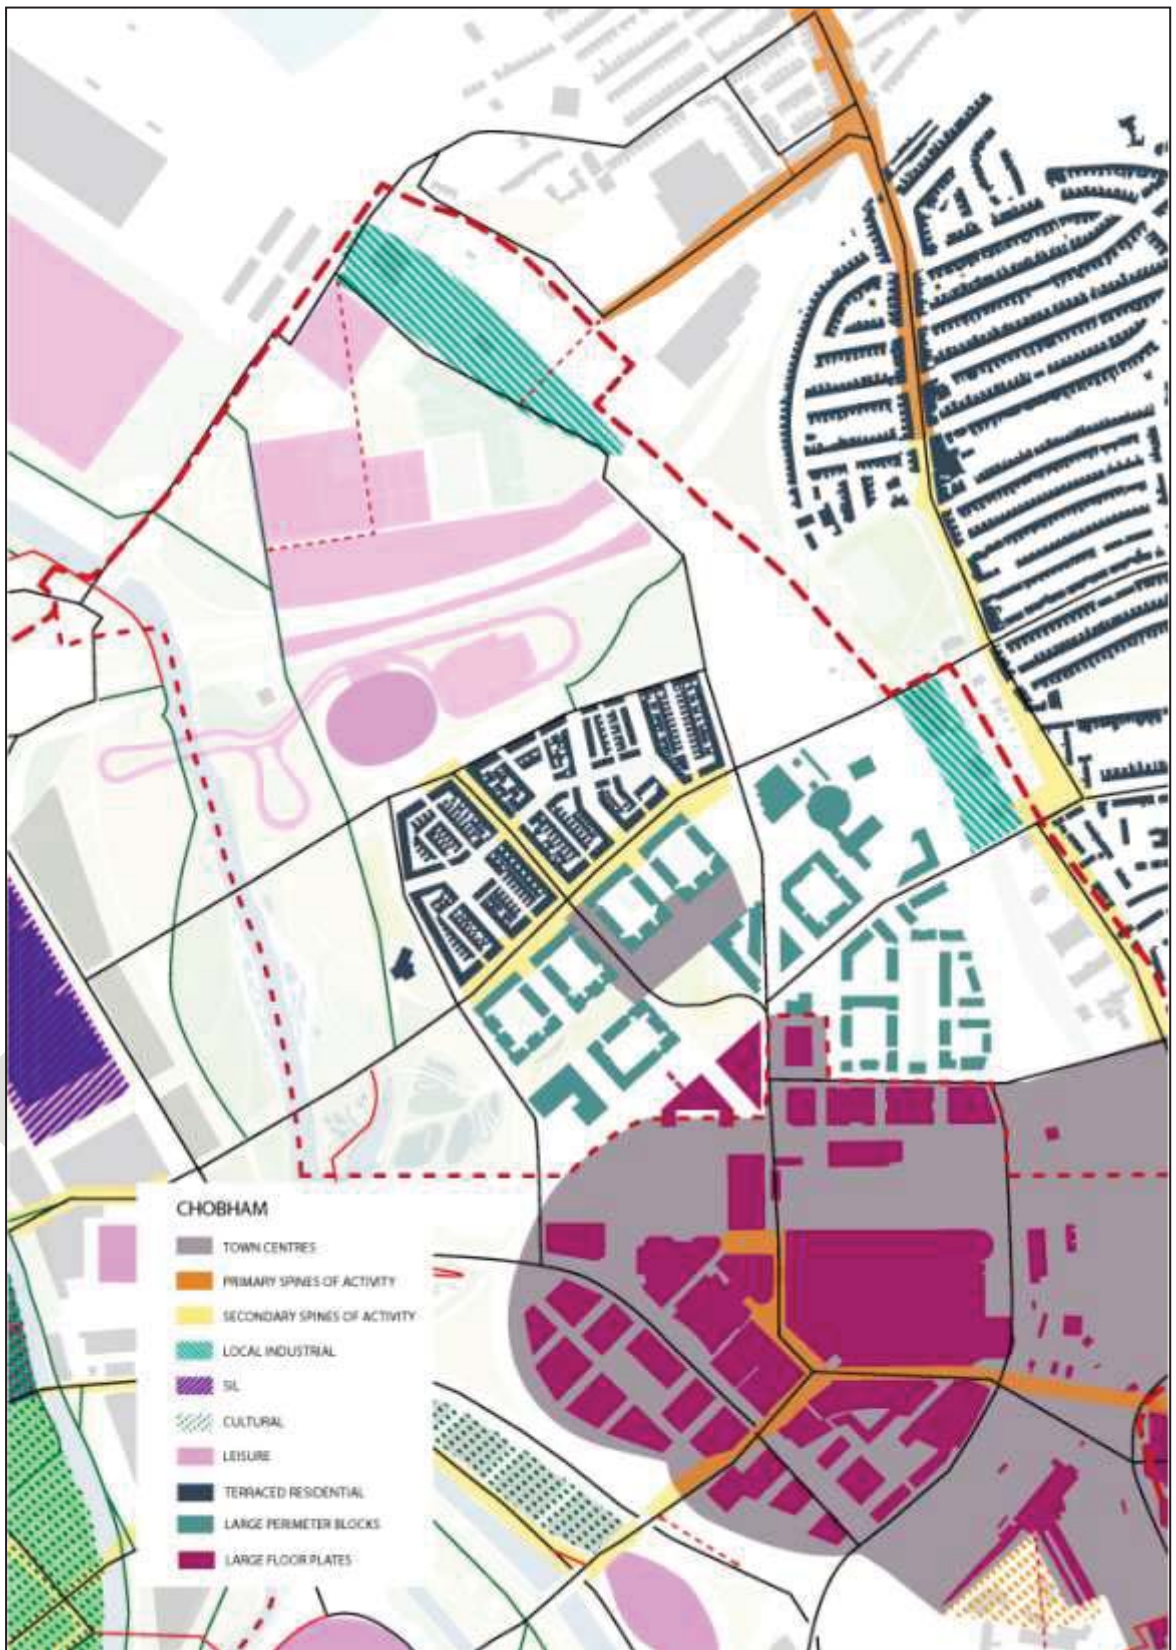 CHOBHAM
TOWN CENTRES
PRIMARY SPINES OF ACTIVITY
SECONDARY SPINES OF ACTIVITY
LOCAL INDUSTRIAL
SIL
CULTURAL
LEISURE
TERRACED RESIDENTIAL
LARGE PERIMETER BLOCKS
LARGE FLOOR PLATES